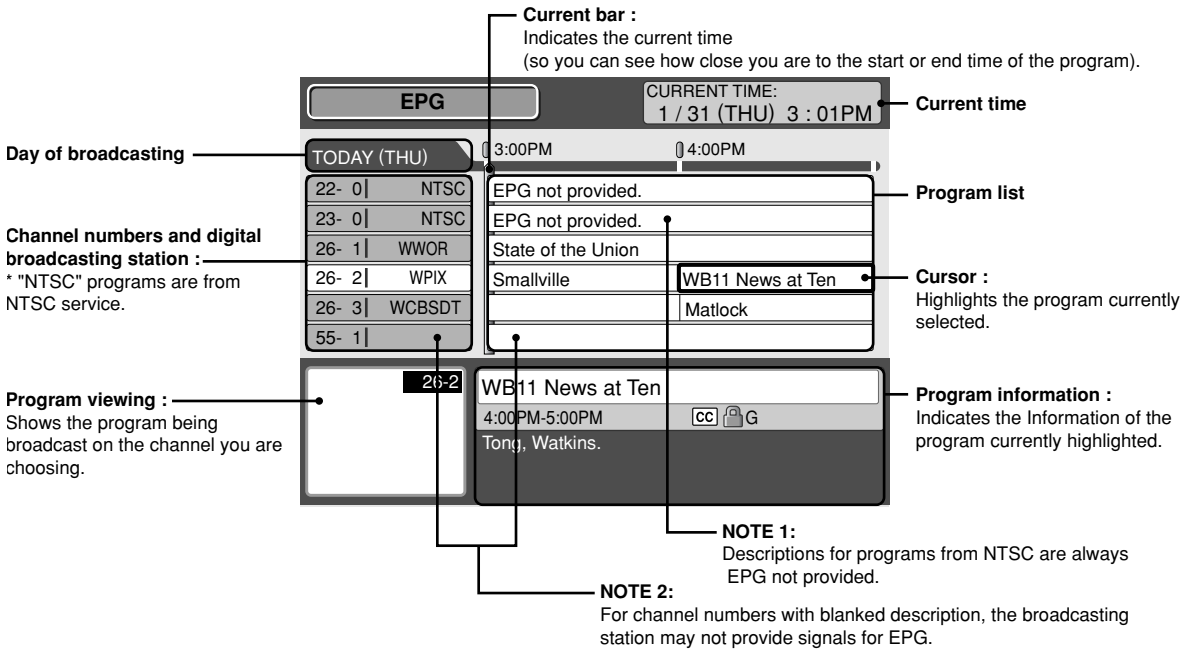 Current bar :
Indicates the current time
(so you can see how close you are to the start or end time of the program).
EPG
CURRENT TIME:
1 / 31 (THU) 3 : 01PM
Current time
Day of broadcasting
TODAY (THU)
3:00PM
4:00PM
22- 0| NTSC
EPG not provided.
Program list
23- 0| NTSC
EPG not provided.
Channel numbers and digital
broadcasting station :
* "NTSC" programs are from
NTSC service.
26- 1| WWOR
State of the Union
26- 2| WPIX
Smallville
WB11 News at Ten
Cursor :
Highlights the program currently
selected.
26- 3| WCBSDT
Matlock
55- 1|
Program viewing :
Shows the program being
broadcast on the channel you are
choosing.
26-2
WB11 News at Ten
4:00PM-5:00PM
CC
G
Tong, Watkins.
Program information :
Indicates the Information of the
program currently highlighted.
NOTE 1:
Descriptions for programs from NTSC are always
EPG not provided.
NOTE 2:
For channel numbers with blanked description, the broadcasting
station may not provide signals for EPG.